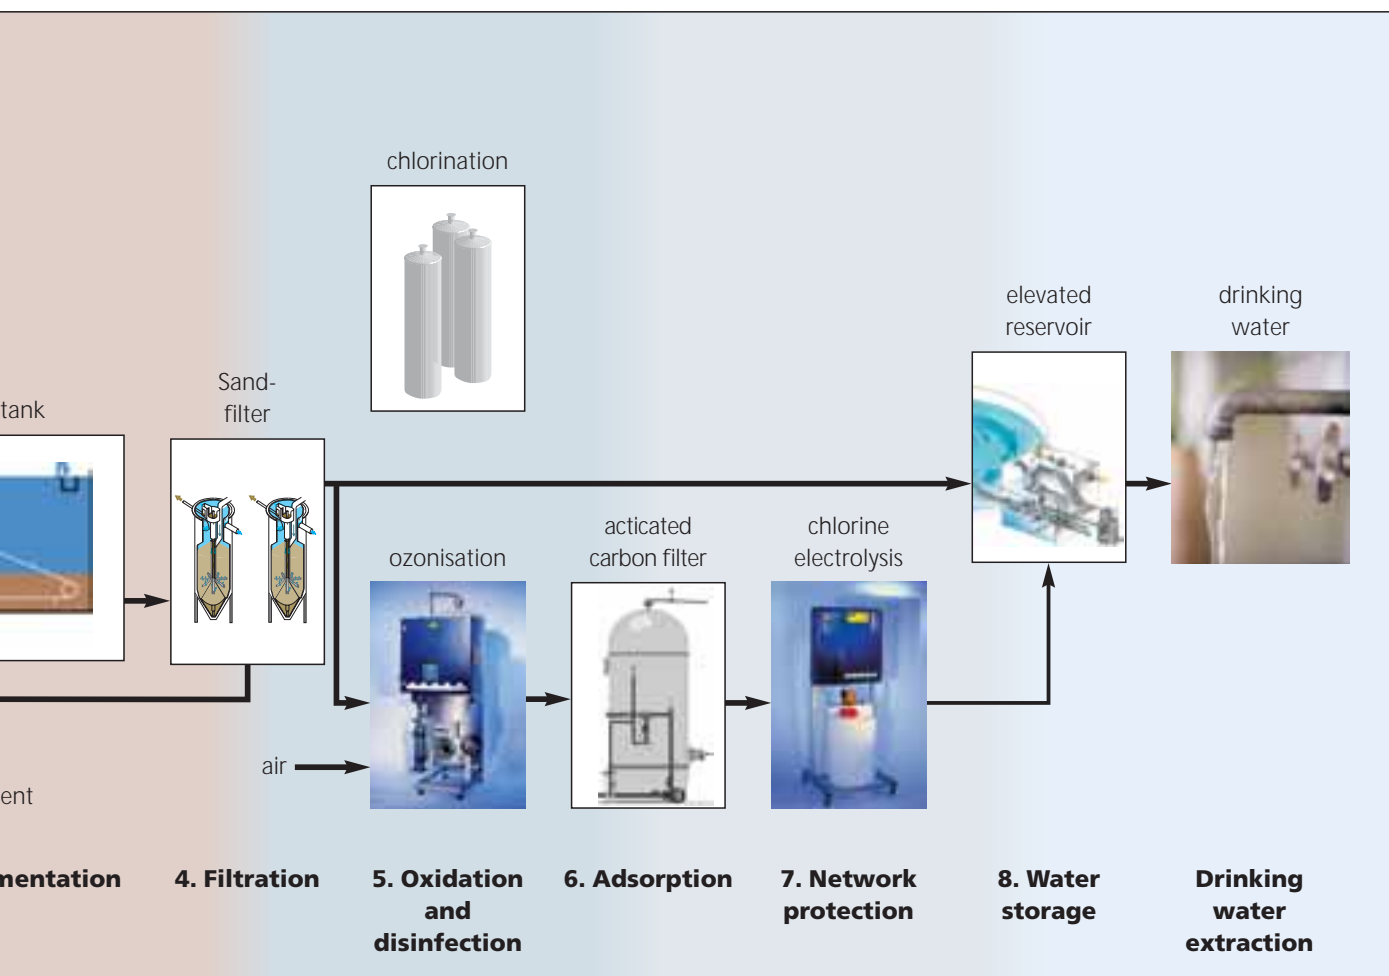 chlorination
elevated
reservoir
drinking
water
Sand-
filter
tank
acticated
carbon filter
chlorine
electrolysis
ozonisation
air
ent
mentation
4. Filtration
5. Oxidation
and
disinfection
6. Adsorption
7. Network
protection
8. Water
storage
Drinking
water
extraction